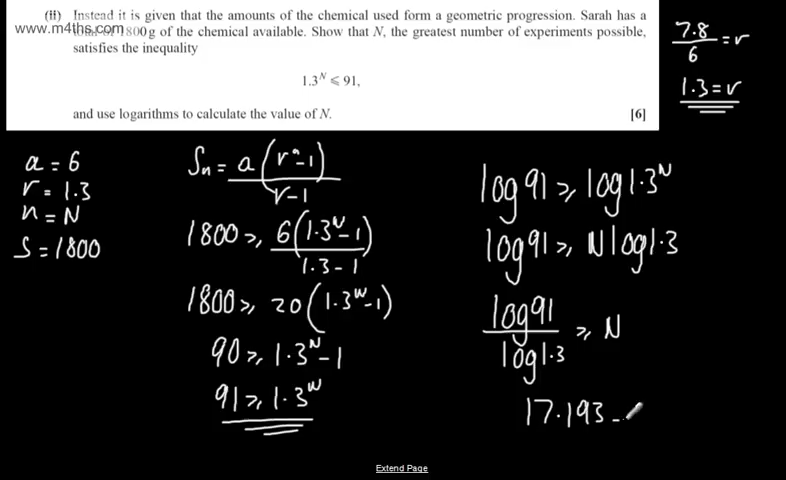 (ii) Instead it is given that the amounts of the chemical used form a geometric progression. Sarah has a
www.m4ths.com of 1800 g of the chemical available. Show that N, the greatest number of experiments possible,
satisfies the inequality
1.3^N ⩽ 91,
and use logarithms to calculate the value of N. [6]
7.8/6 = r
1.3 = r
a = 6
r = 1.3
n = N
S = 1800
Sn = a(r^n - 1)/r - 1
1800 ⩾ 6(1.3^N - 1)/1.3 - 1
1800 ⩾ 20(1.3^N - 1)
90 ⩾ 1.3^N - 1
91 ⩾ 1.3^N
log 91 ⩾ log 1.3^N
log 91 ⩾ N log 1.3
log 91/log 1.3 ⩾ N
17.193
Extend Page